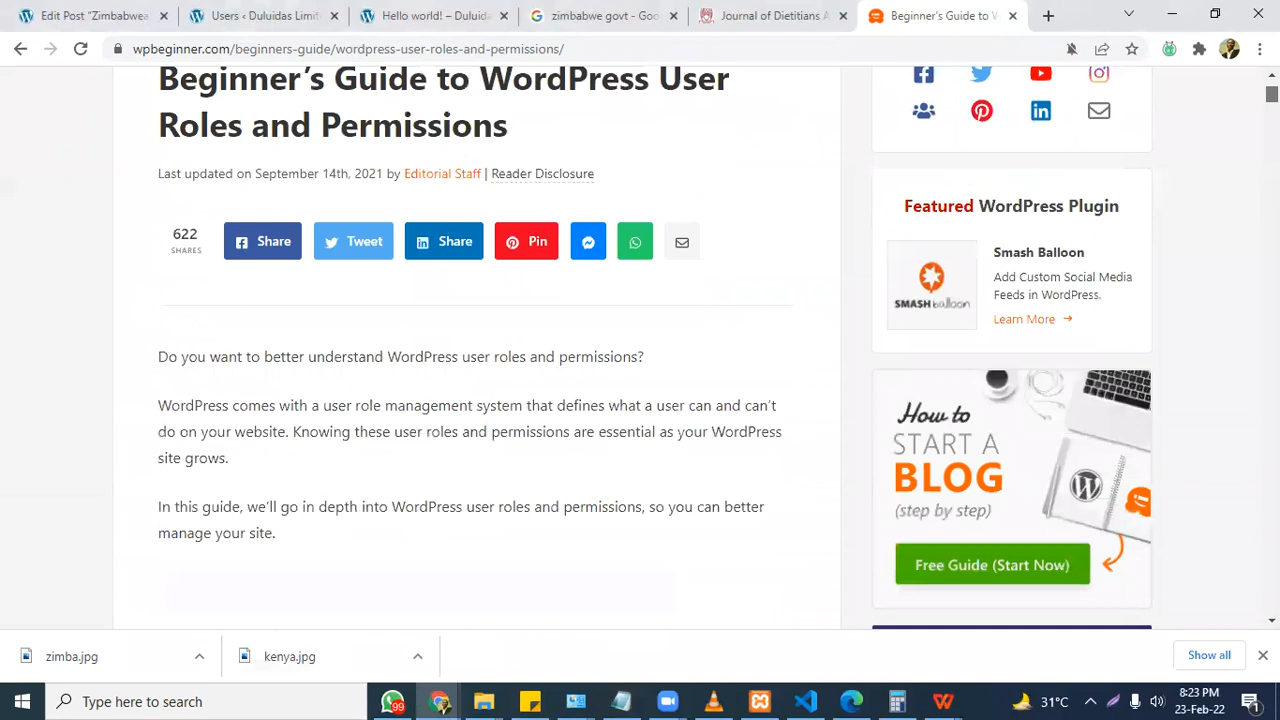 Edit Post "Zimbabwea
Users ‹ Duluidas Limit
Hello world! – Duluida
zimbabwe govt - Goo
Journal of Dietitians A
Beginner's Guide to W
wpbeginner.com/beginners-guide/wordpress-user-roles-and-permissions/
Beginner's Guide to WordPress User
Roles and Permissions
Last updated on September 14th, 2021 by Editorial Staff | Reader Disclosure
622
SHARES
Share
Tweet
Share
Pin
Do you want to better understand WordPress user roles and permissions?
WordPress comes with a user role management system that defines what a user can and can't
do on your website. Knowing these user roles and permissions are essential as your WordPress
site grows.
In this guide, we'll go in depth into WordPress user roles and permissions, so you can better
manage your site.
Featured WordPress Plugin
SMASH balloon
Smash Balloon
Add Custom Social Media
Feeds in WordPress.
Learn More →
How to
START A
BLOG
(step by step)
Free Guide (Start Now)
zimba.jpg
kenya.jpg
Show all
Type here to search
99
31°C
8:23 PM
23-Feb-22
1